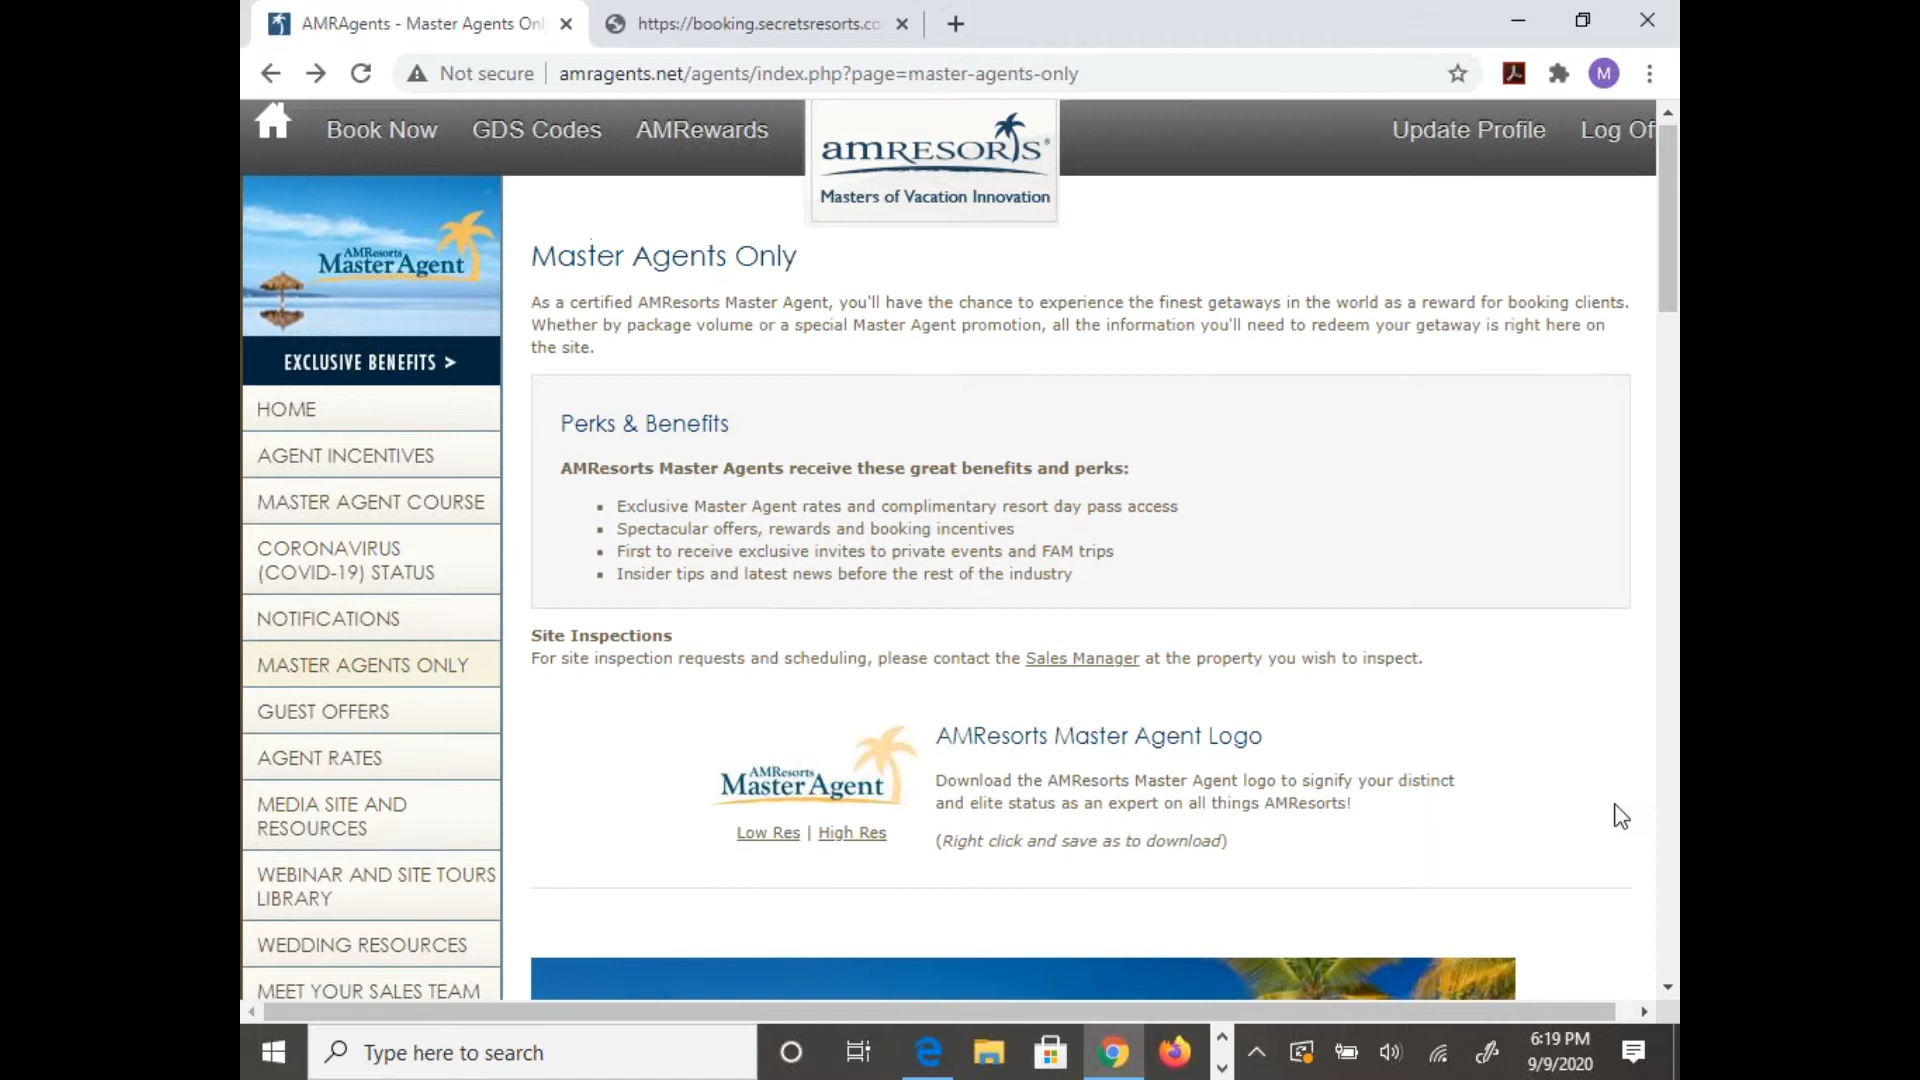 AMRAgents - Master Agents Onl
https://booking.secretsresorts.co
Not secure
amragents.net/agents/index.php?page=master-agents-only
M
Book Now
GDS Codes
AMRewards
amRESORTS®
Masters of Vacation Innovation
Update Profile
Log Of
AMResorts
Master Agent
EXCLUSIVE BENEFITS >
HOME
AGENT INCENTIVES
MASTER AGENT COURSE
CORONAVIRUS
(COVID-19) STATUS
NOTIFICATIONS
MASTER AGENTS ONLY
GUEST OFFERS
AGENT RATES
MEDIA SITE AND
RESOURCES
WEBINAR AND SITE TOURS
LIBRARY
WEDDING RESOURCES
MEET YOUR SALES TEAM
Master Agents Only
As a certified AMResorts Master Agent, you'll have the chance to experience the finest getaways in the world as a reward for booking clients.
Whether by package volume or a special Master Agent promotion, all the information you'll need to redeem your getaway is right here on
the site.
Perks & Benefits
AMResorts Master Agents receive these great benefits and perks:
Exclusive Master Agent rates and complimentary resort day pass access
Spectacular offers, rewards and booking incentives
First to receive exclusive invites to private events and FAM trips
Insider tips and latest news before the rest of the industry
Site Inspections
For site inspection requests and scheduling, please contact the Sales Manager at the property you wish to inspect.
AMResorts
Master Agent
Low Res | High Res
AMResorts Master Agent Logo
Download the AMResorts Master Agent logo to signify your distinct
and elite status as an expert on all things AMResorts!
(Right click and save as to download)
Type here to search
6:19 PM
9/9/2020